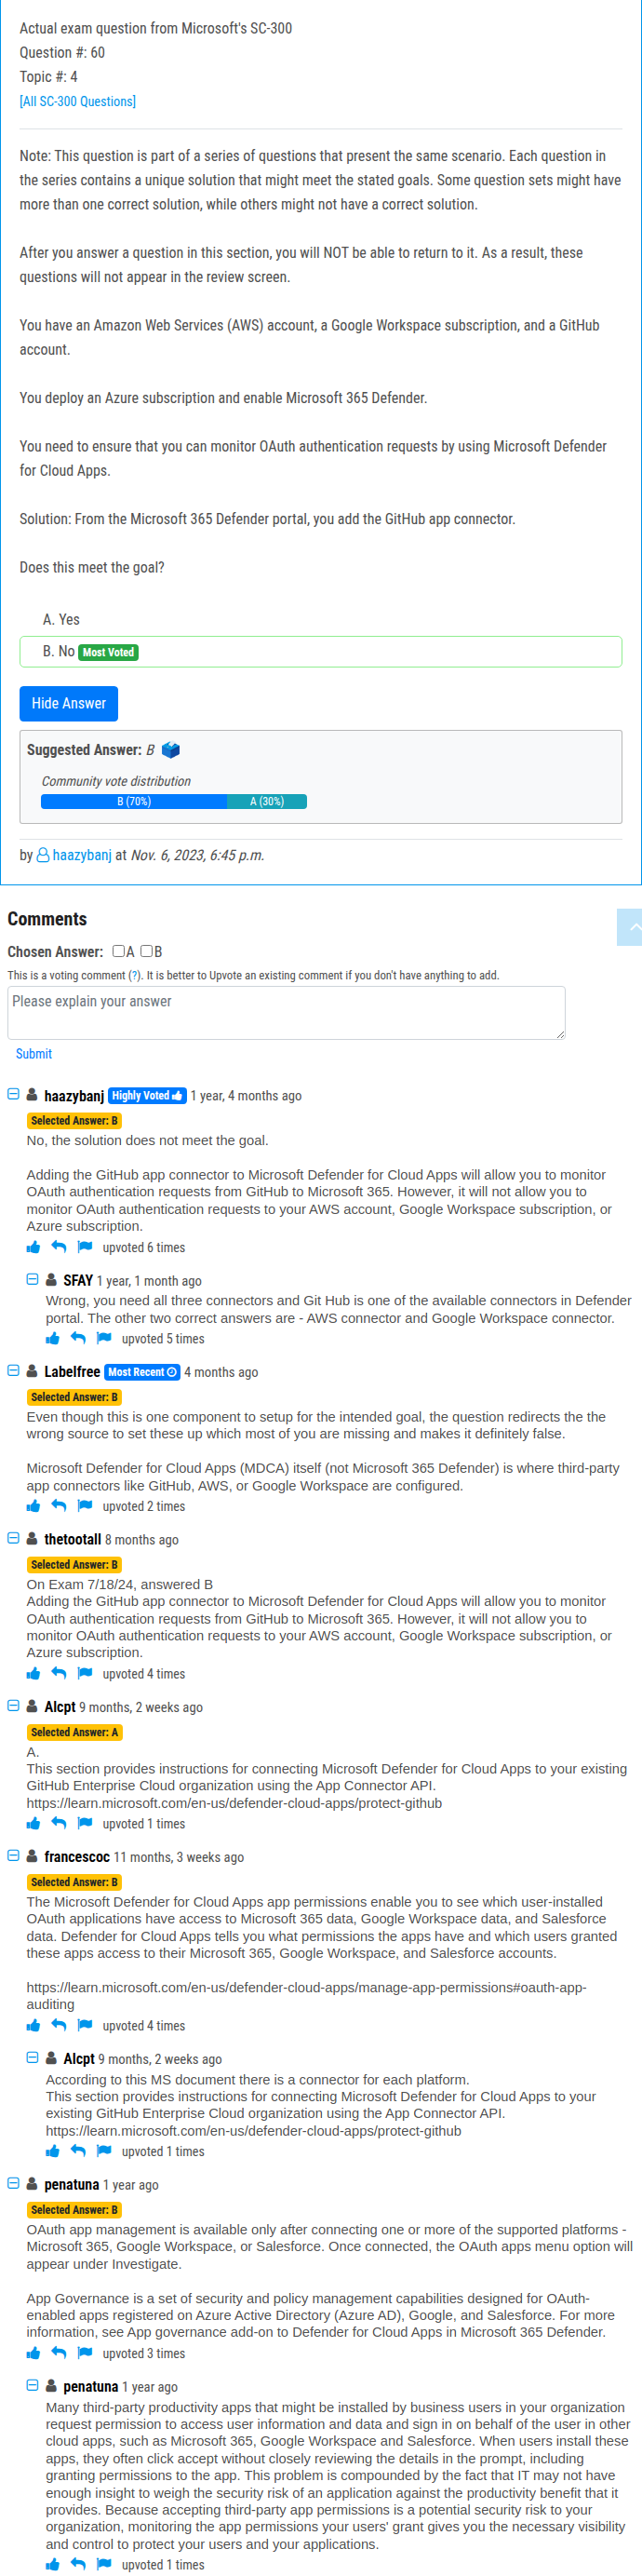 Actual exam question from Microsoft's SC-300
Question #: 60
Topic #: 4
[All SC-300 Questions]
Note: This question is part of a series of questions that present the same scenario. Each question in
the series contains a unique solution that might meet the stated goals. Some question sets might have
more than one correct solution, while others might not have a correct solution.
After you answer a question in this section, you will NOT be able to return to it. As a result, these
questions will not appear in the review screen.
You have an Amazon Web Services (AWS) account, a Google Workspace subscription, and a GitHub
account.
You deploy an Azure subscription and enable Microsoft 365 Defender.
You need to ensure that you can monitor OAuth authentication requests by using Microsoft Defender
for Cloud Apps.
Solution: From the Microsoft 365 Defender portal, you add the GitHub app connector.
Does this meet the goal?
A. Yes
B. No Most Voted
Hide Answer
Suggested Answer: B
Community vote distribution
B (70%) A (30%)
by haazybanj at Nov. 6, 2023, 6:45 p.m.
Comments
Chosen Answer: A B
This is a voting comment (?). It is better to Upvote an existing comment if you don't have anything to add.
Please explain your answer
Submit
haazybanj Highly Voted 1 year, 4 months ago
Selected Answer: B
No, the solution does not meet the goal.
Adding the GitHub app connector to Microsoft Defender for Cloud Apps will allow you to monitor
OAuth authentication requests from GitHub to Microsoft 365. However, it will not allow you to
monitor OAuth authentication requests to your AWS account, Google Workspace subscription, or
Azure subscription.
upvoted 6 times
SFAY 1 year, 1 month ago
Wrong, you need all three connectors and Git Hub is one of the available connectors in Defender
portal. The other two correct answers are - AWS connector and Google Workspace connector.
upvoted 5 times
Labelfree Most Recent 4 months ago
Selected Answer: B
Even though this is one component to setup for the intended goal, the question redirects the the
wrong source to set these up which most of you are missing and makes it definitely false.
Microsoft Defender for Cloud Apps (MDCA) itself (not Microsoft 365 Defender) is where third-party
app connectors like GitHub, AWS, or Google Workspace are configured.
upvoted 2 times
thetootall 8 months ago
Selected Answer: B
On Exam 7/18/24, answered B
Adding the GitHub app connector to Microsoft Defender for Cloud Apps will allow you to monitor
OAuth authentication requests from GitHub to Microsoft 365. However, it will not allow you to
monitor OAuth authentication requests to your AWS account, Google Workspace subscription, or
Azure subscription.
upvoted 4 times
Alcpt 9 months, 2 weeks ago
Selected Answer: A
A.
This section provides instructions for connecting Microsoft Defender for Cloud Apps to your existing
GitHub Enterprise Cloud organization using the App Connector API.
https://learn.microsoft.com/en-us/defender-cloud-apps/protect-github
upvoted 1 times
francescoc 11 months, 3 weeks ago
Selected Answer: B
The Microsoft Defender for Cloud Apps app permissions enable you to see which user-installed
OAuth applications have access to Microsoft 365 data, Google Workspace data, and Salesforce
data. Defender for Cloud Apps tells you what permissions the apps have and which users granted
these apps access to their Microsoft 365, Google Workspace, and Salesforce accounts.
https://learn.microsoft.com/en-us/defender-cloud-apps/manage-app-permissions#oauth-app-
auditing
upvoted 4 times
Alcpt 9 months, 2 weeks ago
According to this MS document there is a connector for each platform.
This section provides instructions for connecting Microsoft Defender for Cloud Apps to your
existing GitHub Enterprise Cloud organization using the App Connector API.
https://learn.microsoft.com/en-us/defender-cloud-apps/protect-github
upvoted 1 times
penatuna 1 year ago
Selected Answer: B
OAuth app management is available only after connecting one or more of the supported platforms -
Microsoft 365, Google Workspace, or Salesforce. Once connected, the OAuth apps menu option will
appear under Investigate.
App Governance is a set of security and policy management capabilities designed for OAuth-
enabled apps registered on Azure Active Directory (Azure AD), Google, and Salesforce. For more
information, see App governance add-on to Defender for Cloud Apps in Microsoft 365 Defender.
upvoted 3 times
penatuna 1 year ago
Many third-party productivity apps that might be installed by business users in your organization
request permission to access user information and data and sign in on behalf of the user in other
cloud apps, such as Microsoft 365, Google Workspace and Salesforce. When users install these
apps, they often click accept without closely reviewing the details in the prompt, including
granting permissions to the app. This problem is compounded by the fact that IT may not have
enough insight to weigh the security risk of an application against the productivity benefit that it
provides. Because accepting third-party app permissions is a potential security risk to your
organization, monitoring the app permissions your users' grant gives you the necessary visibility
and control to protect your users and your applications.
upvoted 1 times